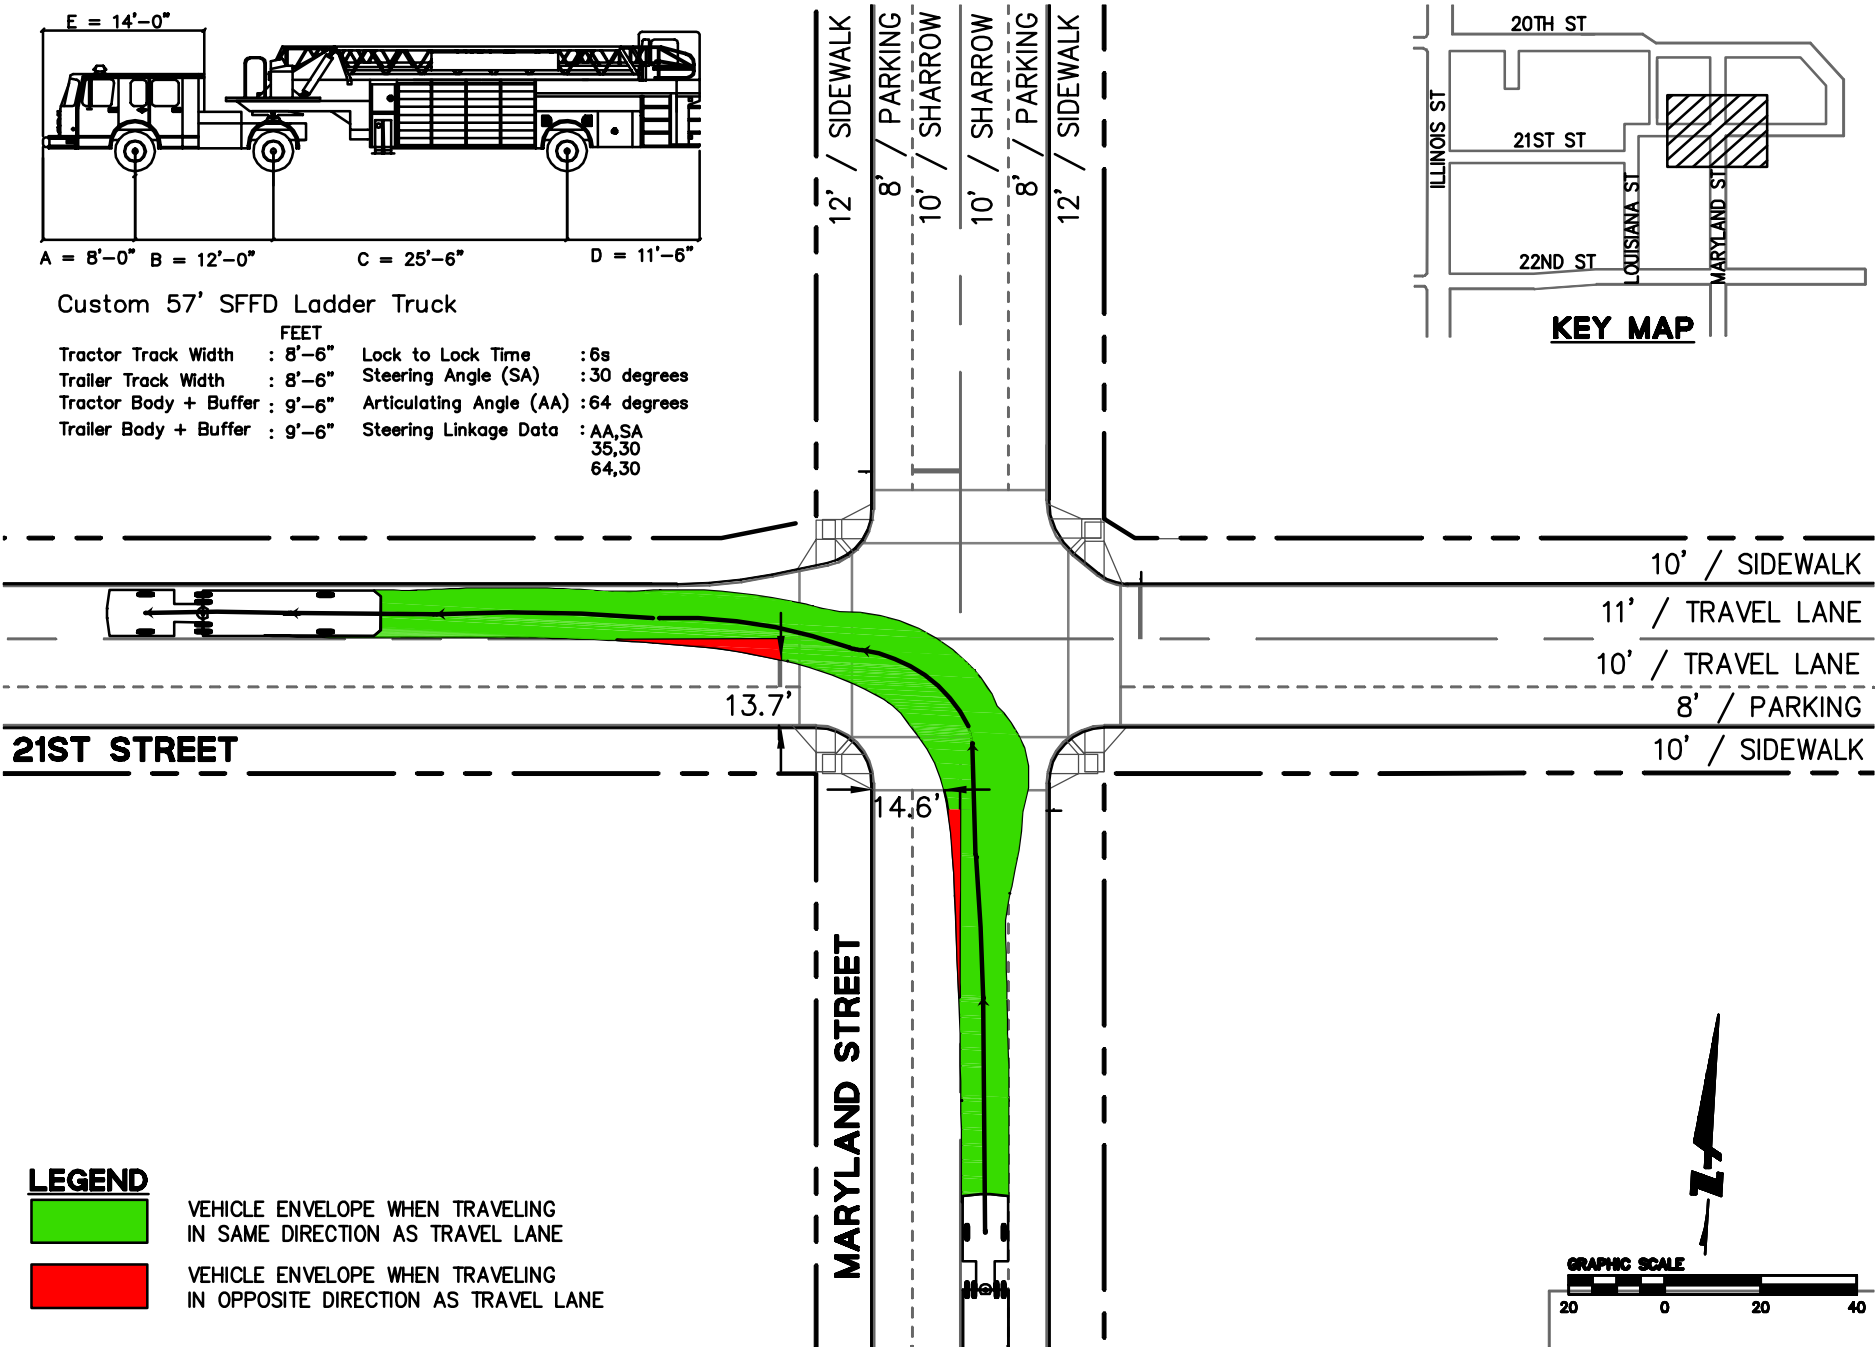 E = 14'-0"
A = 8'-0"
B = 12'-0"
C = 25'-6"
D = 11'-6"
Custom 57' SFFD Ladder Truck
FEET
Tractor Track Width : 8'-6"
Trailer Track Width : 8'-6"
Tractor Body + Buffer : 9'-6"
Trailer Body + Buffer : 9'-6"
Lock to Lock Time : 6s
Steering Angle (SA) : 30 degrees
Articulating Angle (AA) : 64 degrees
Steering Linkage Data : AA,SA
35,30
64,30
12' / SIDEWALK
8' / PARKING
10' / SHARROW
10' / SHARROW
8' / PARKING
12' / SIDEWALK
20TH ST
ILLINOIS ST
21ST ST
LOUISIANA ST
MARYLAND ST
22ND ST
KEY MAP
10' / SIDEWALK
11' / TRAVEL LANE
10' / TRAVEL LANE
8' / PARKING
10' / SIDEWALK
13.7'
21ST STREET
14.6'
MARYLAND STREET
LEGEND
VEHICLE ENVELOPE WHEN TRAVELING
IN SAME DIRECTION AS TRAVEL LANE
VEHICLE ENVELOPE WHEN TRAVELING
IN OPPOSITE DIRECTION AS TRAVEL LANE
N
GRAPHIC SCALE
20 0 20 40